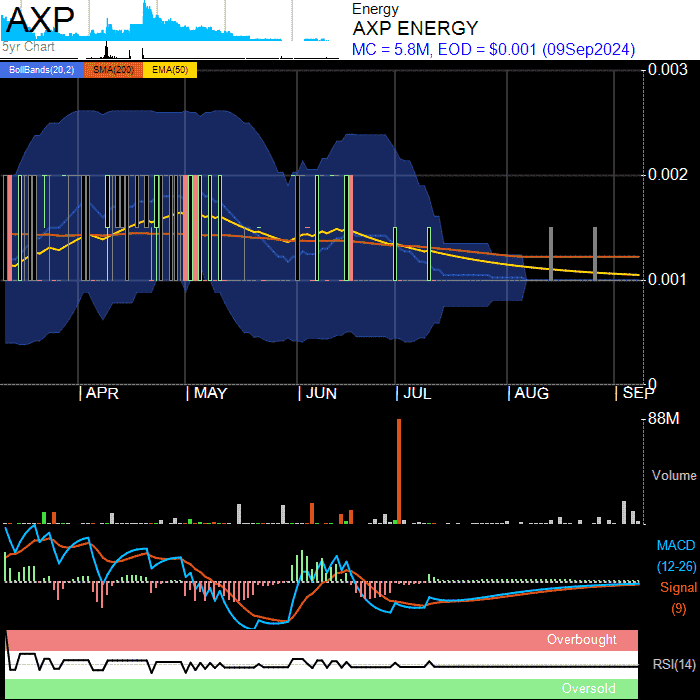 AXP
5yr Chart
Energy
AXP ENERGY
MC = 5.8M, EOD = $0.001 (09Sep2024)
BollBands(20,2) SMA(200) EMA(50)
0.003
0.002
0.001
0
APR MAY JUN JUL AUG SEP
88M
Volume
MACD
(12-26)
Signal
(9)
Overbought
RSI(14)
Oversold